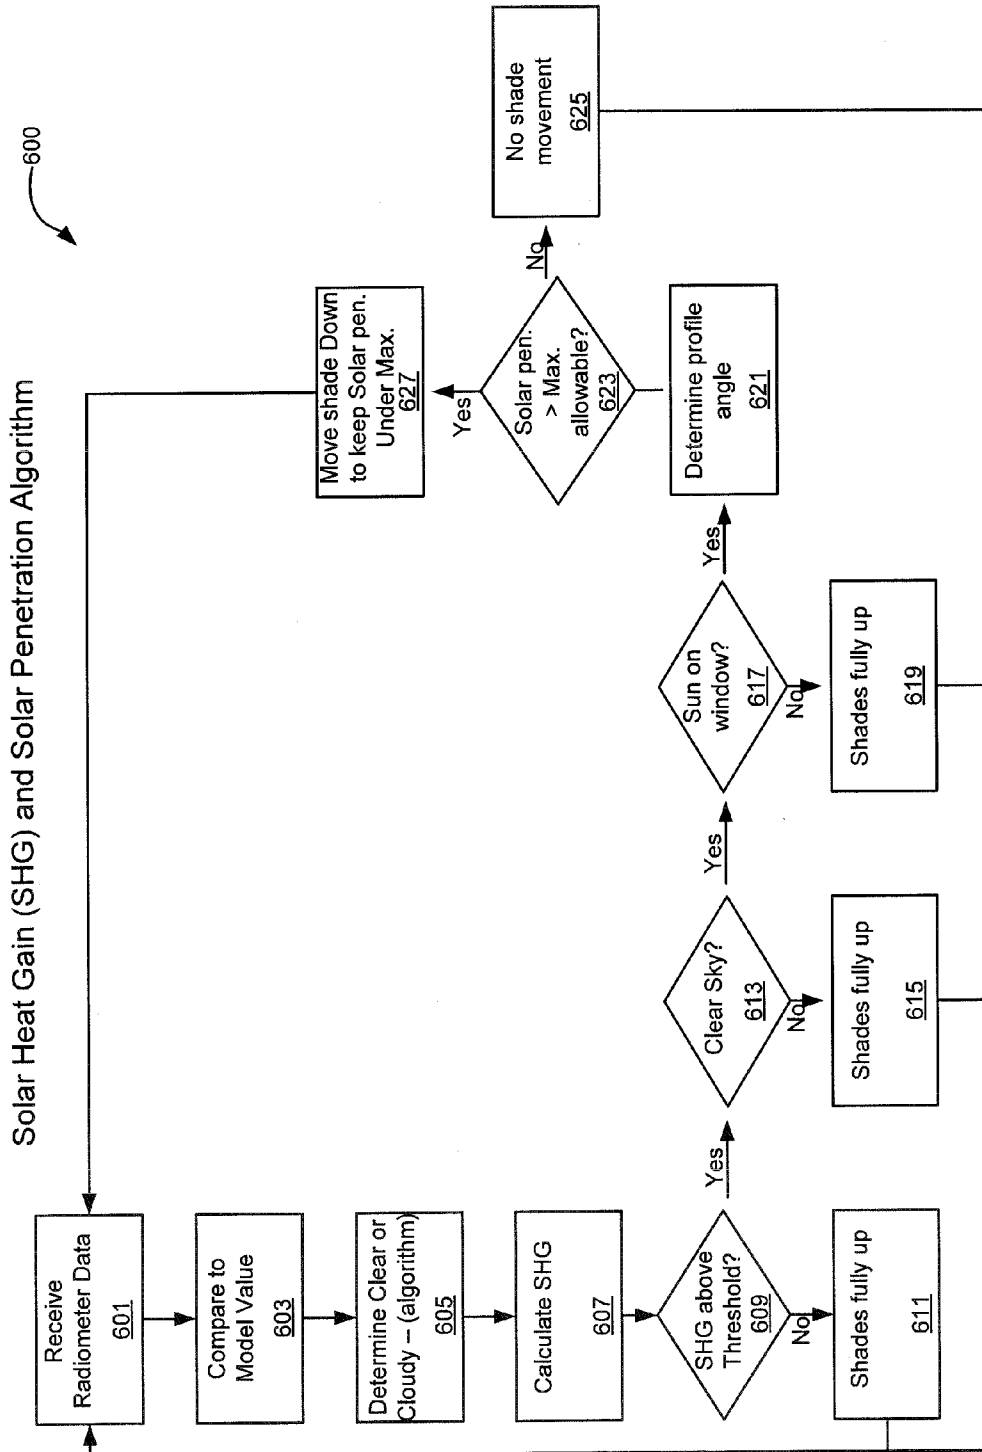 Solar Heat Gain (SHG) and Solar Penetration Algorithm
600
Receive
Radiometer Data
601
Compare to
Model Value
603
Determine Clear or
Cloudy – (algorithm)
605
Calculate SHG
607
SHG above
Threshold?
609
No
Yes
Shades fully up
611
Clear Sky?
613
No
Yes
Shades fully up
615
Sun on
window?
617
No
Yes
Shades fully up
619
Determine profile
angle
621
Solar pen.
> Max.
allowable?
623
Yes
No
No shade
movement
625
Move shade Down
to keep Solar pen.
Under Max.
627